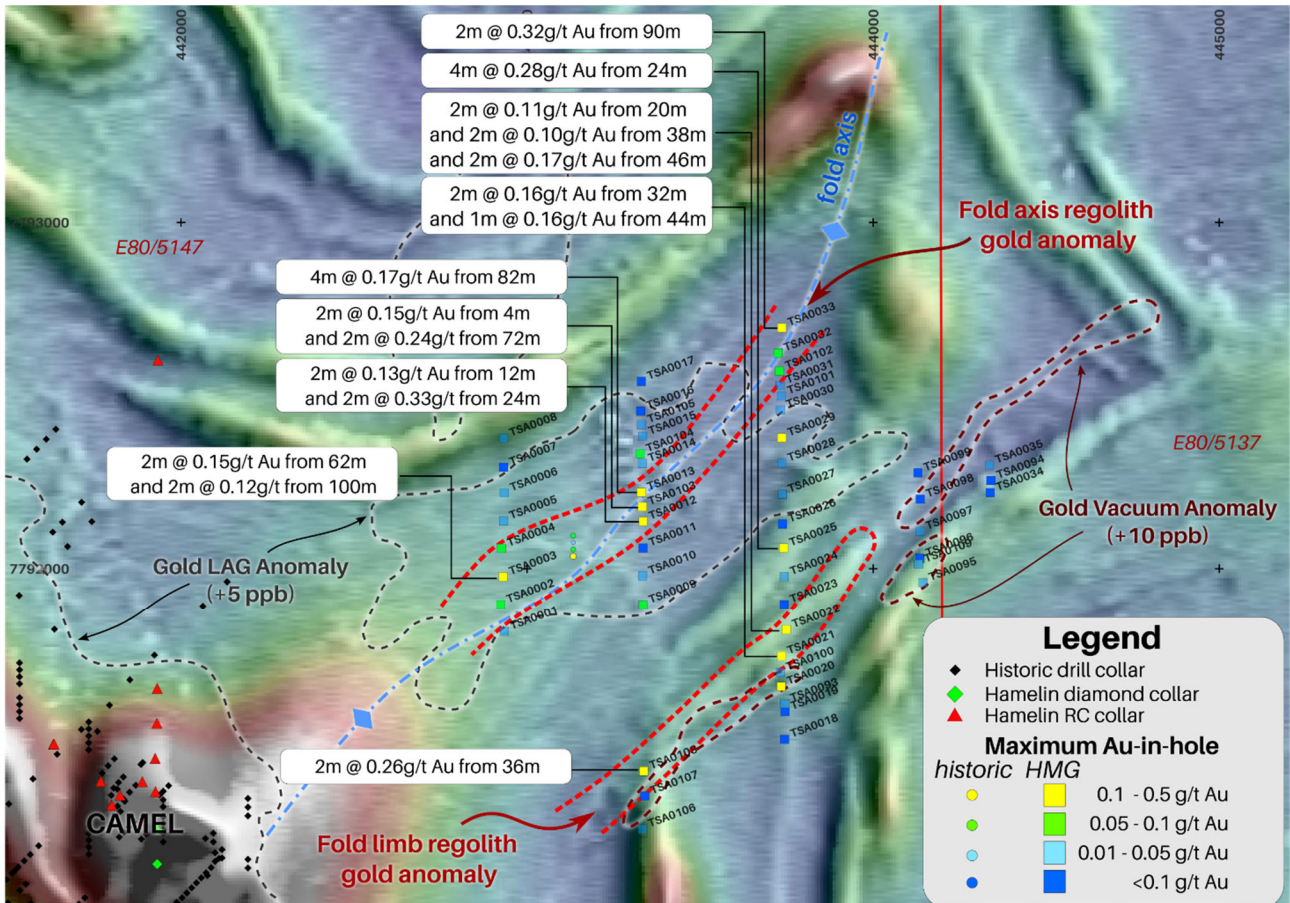 442000
444000
445000
2m @ 0.32g/t Au from 90m
4m @ 0.28g/t Au from 24m
2m @ 0.11g/t Au from 20m
and 2m @ 0.10g/t Au from 38m
and 2m @ 0.17g/t Au from 46m
2m @ 0.16g/t Au from 32m
and 1m @ 0.16g/t Au from 44m
fold axis
Fold axis regolith
gold anomaly
7793000
E80/5147
4m @ 0.17g/t Au from 82m
2m @ 0.15g/t Au from 4m
and 2m @ 0.24g/t from 72m
2m @ 0.13g/t Au from 12m
and 2m @ 0.33g/t from 24m
2m @ 0.15g/t Au from 62m
and 2m @ 0.12g/t from 100m
TSA0033
TSA0032
TSA0102
TSA0031
TSA0101
TSA0030
TSA0029
TSA0028
TSA0027
TSA0026
TSA0025
TSA0024
TSA0023
TSA0022
TSA0021
TSA0100
TSA0020
TSA0093
TSA0019
TSA0018
TSA0017
TSA0016
TSA0105
TSA0015
TSA0104
TSA0014
TSA0013
TSA0103
TSA0012
TSA0011
TSA0010
TSA0009
TSA0008
TSA0007
TSA0006
TSA0005
TSA0004
TSA0003
TSA0002
TSA0001
TSA0099
TSA0098
TSA0097
TSA0096
TSA0095
TSA0035
TSA0094
TSA0034
E80/5137
Gold Vacuum Anomaly
(+10 ppb)
Gold LAG Anomaly
(+5 ppb)
7792000
2m @ 0.26g/t Au from 36m
TSA0107
TSA0106
CAMEL
Fold limb regolith
gold anomaly
Legend
Historic drill collar
Hamelin diamond collar
Hamelin RC collar
Maximum Au-in-hole
historic HMG
0.1 - 0.5 g/t Au
0.05 - 0.1 g/t Au
0.01 - 0.05 g/t Au
<0.1 g/t Au